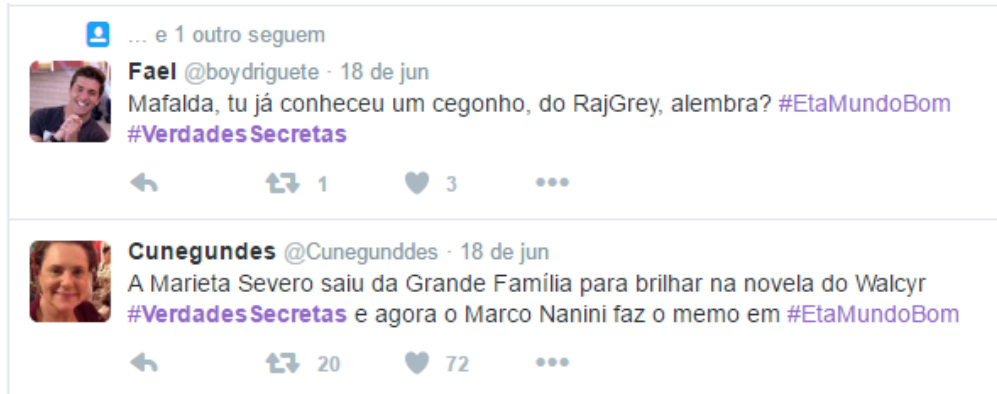 ... e 1 outro seguem
Fael @boydriguete · 18 de jun
Mafalda, tu já conheceu um cegonho, do RajGrey, alembra? #EtaMundoBom
#VerdadesSecretas
1 3 •••
Cunegundes @Cunegunddes · 18 de jun
A Marieta Severo saiu da Grande Família para brilhar na novela do Walcyr
#VerdadesSecretas e agora o Marco Nanini faz o memo em #EtaMundoBom
20 72 •••